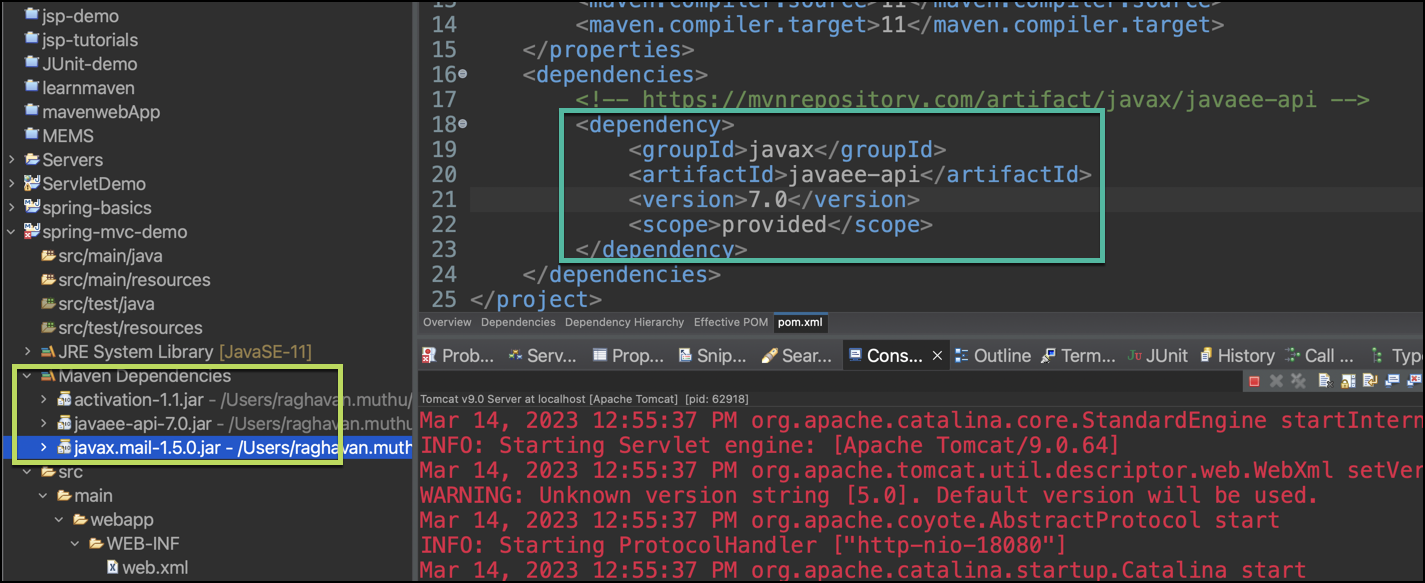 jsp-demo
jsp-tutorials
JUnit-demo
learnmaven
mavenwebApp
MEMS
Servers
ServletDemo
spring-basics
spring-mvc-demo
src/main/java
src/main/resources
src/test/java
src/test/resources
JRE System Library [JavaSE-11]
Maven Dependencies
activation-1.1.jar - /Users/raghavan.muthu/
javaee-api-7.0.jar - /Users/raghavan.muthu
javax.mail-1.5.0.jar - /Users/raghavan.muth
src
main
webapp
WEB-INF
web.xml
13 <maven.compiler.source>11</maven.compiler.source>
14 <maven.compiler.target>11</maven.compiler.target>
15 </properties>
16 <dependencies>
17 <!-- https://mvnrepository.com/artifact/javax/javaee-api -->
18 <dependency>
19 <groupId>javax</groupId>
20 <artifactId>javaee-api</artifactId>
21 <version>7.0</version>
22 <scope>provided</scope>
23 </dependency>
24 </dependencies>
25 </project>
Overview Dependencies Dependency Hierarchy Effective POM pom.xml
Prob... Serv... Prop... Snip... Sear... Cons... Outline Term... JUnit History Call ... Typ
Tomcat v9.0 Server at localhost [Apache Tomcat] [pid: 62918]
Mar 14, 2023 12:55:37 PM org.apache.catalina.core.StandardEngine startIntern
INFO: Starting Servlet engine: [Apache Tomcat/9.0.64]
Mar 14, 2023 12:55:37 PM org.apache.tomcat.util.descriptor.web.WebXml setVer
WARNING: Unknown version string [5.0]. Default version will be used.
Mar 14, 2023 12:55:37 PM org.apache.coyote.AbstractProtocol start
INFO: Starting ProtocolHandler ["http-nio-18080"]
Mar 14, 2023 12:55:37 PM org.apache.catalina.startup.Catalina start